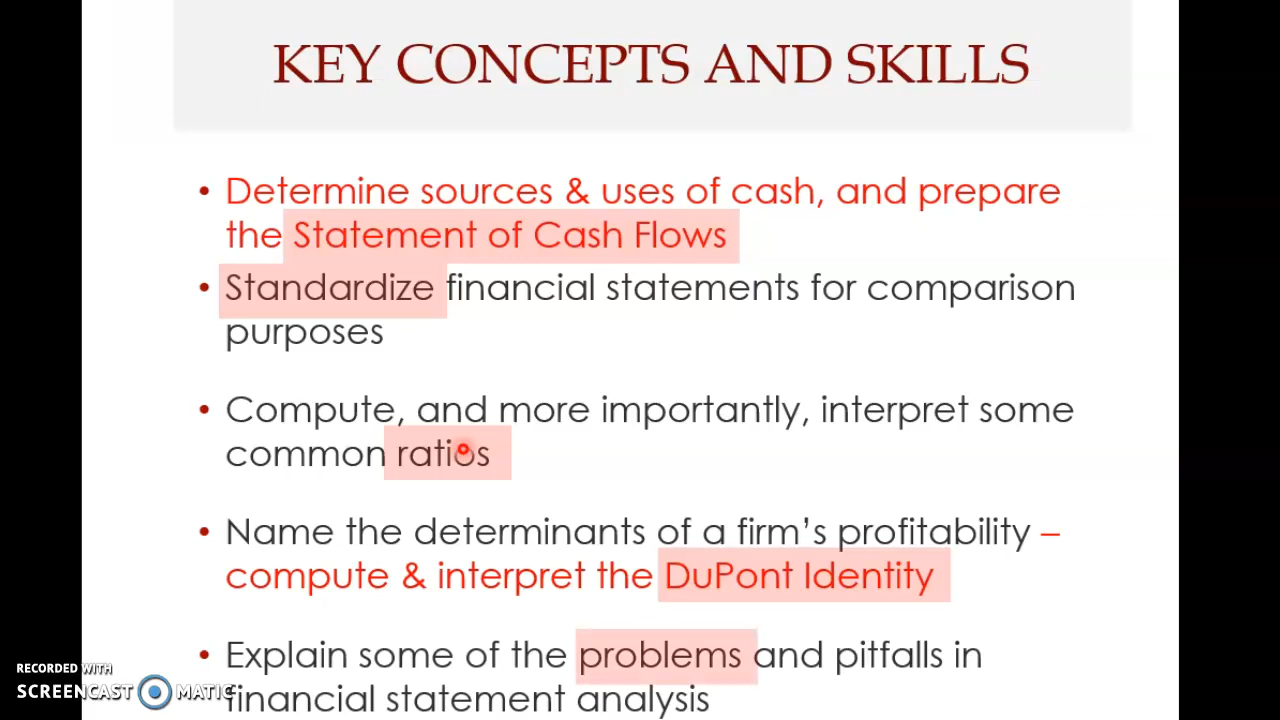 KEY CONCEPTS AND SKILLS
• Determine sources & uses of cash, and prepare
the Statement of Cash Flows
• Standardize financial statements for comparison
purposes
• Compute, and more importantly, interpret some
common ratios
• Name the determinants of a firm’s profitability –
compute & interpret the DuPont Identity
• Explain some of the problems and pitfalls in
financial statement analysis
RECORDED WITH
SCREENCAST MATIC